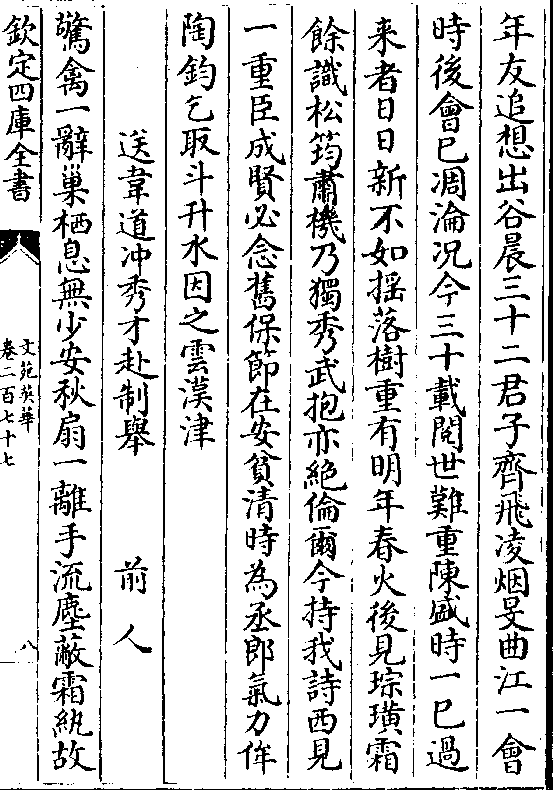 年友追想出谷晨三十二君子齊飛凌烟旻曲江一會
時後會已凋淪况今三十載閱世難重陳盛時一已過
来者日日新不如揺落樹重有明年春火後見琮璜霜
餘識松筠肅機乃獨秀武抱亦絶倫爾今持我詩西見
一重臣成賢必念舊保節在安貧清時為丞郎氣力侔
陶鈞乞取斗升水因之雲漢津
送韋道冲秀才赴制舉　前人
驚禽一辭巢栖息無少安秋扇一離手流塵蔽霜紈故
欽定四庫全書
文苑英華
卷二百七十七
八